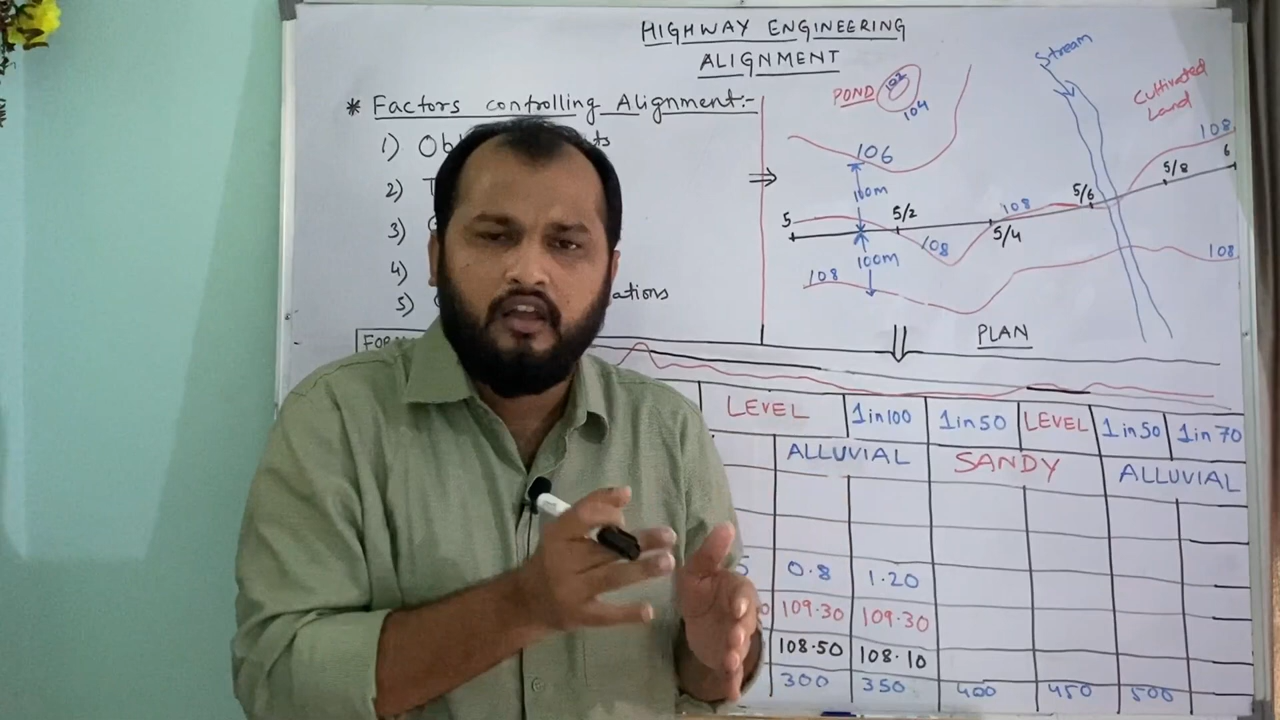 HIGHWAY ENGINEERING
ALIGNMENT
* Factors controlling Alignment:-
1)
2)
3)
4)
5)
POND
102
104
106
100m
100m
5
5/2
5/4
5/6
5/8
6
108
108
108
108
108
108
Stream
Cultivated
Land
PLAN
LEVEL 1 in 100 1 in 50 LEVEL 1 in 50 1 in 70
ALLUVIAL SANDY ALLUVIAL
0.8 1.20
109.30 109.30
108.50 108.10
300 350 400 450 500